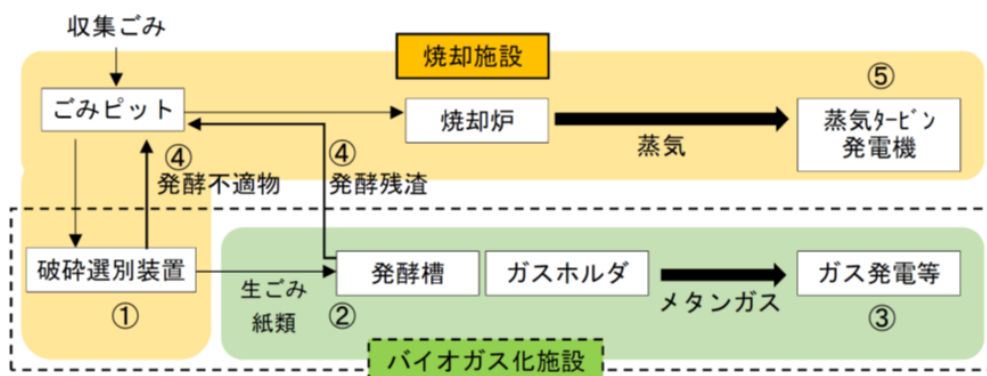 収集ごみ
焼却施設
⑤
ごみピット
焼却炉
蒸気
蒸気ﾀｰﾋﾞﾝ
発電機
④
発酵不適物
④
発酵残渣
破砕選別装置
①
生ごみ
紙類
②
発酵槽
ガスホルダ
メタンガス
ガス発電等
③
バイオガス化施設